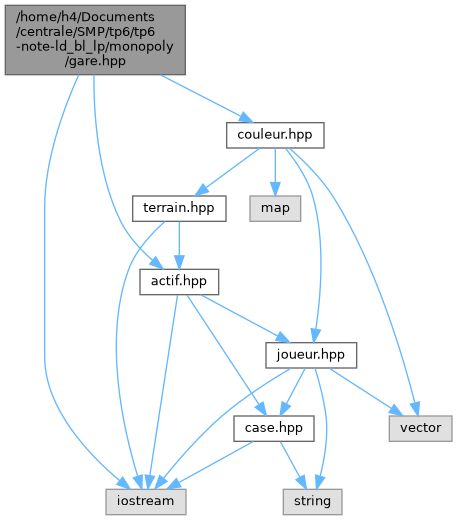 /home/h4/Documents
/centrale/SMP/tp6/tp6
-note-ld_bl_lp/monopoly
/gare.hpp
couleur.hpp
terrain.hpp
map
actif.hpp
joueur.hpp
case.hpp
vector
iostream
string